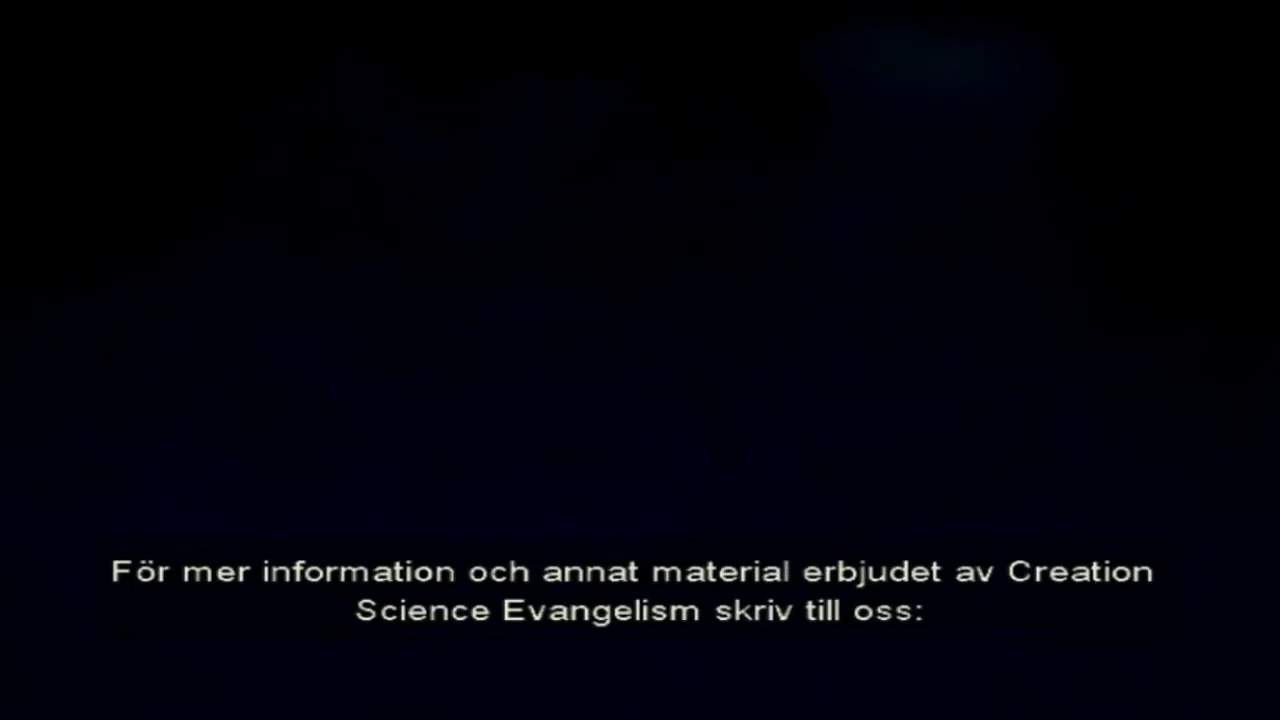 För mer information och annat material erbjudet av Creation
Science Evangelism skriv till oss: